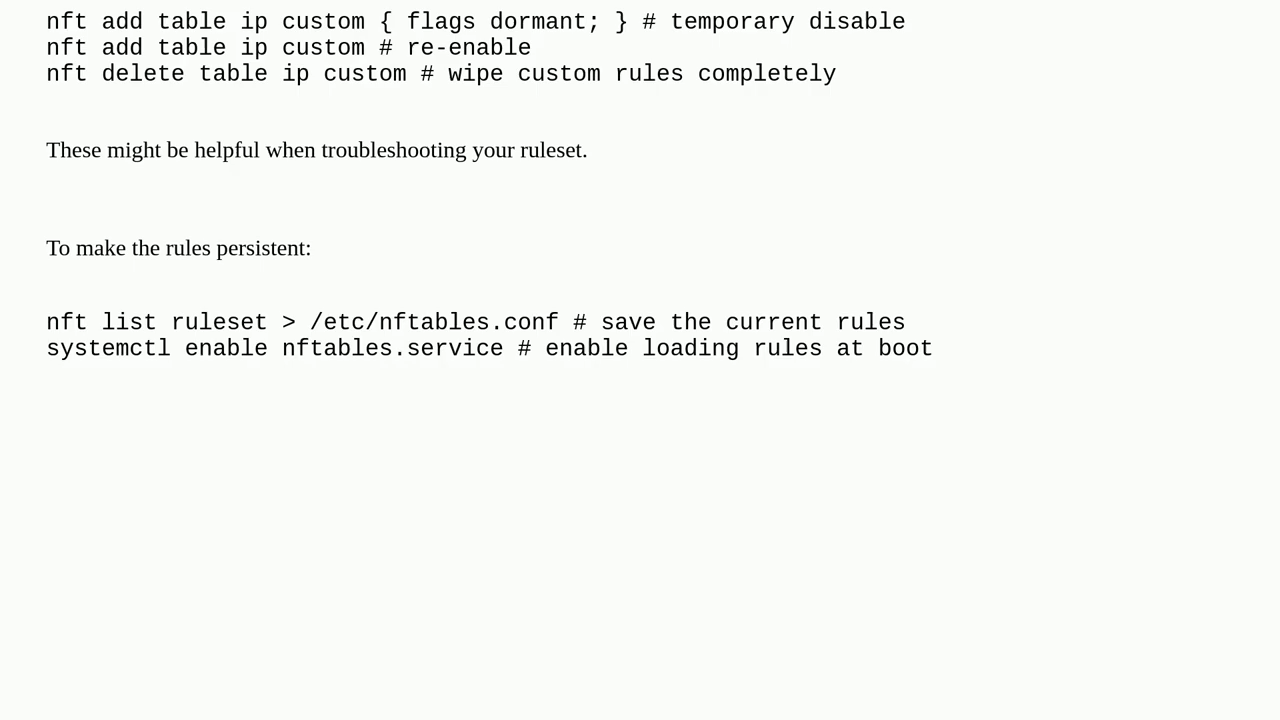 nft add table ip custom { flags dormant; } # temporary disable
nft add table ip custom # re-enable
nft delete table ip custom # wipe custom rules completely
These might be helpful when troubleshooting your ruleset.
To make the rules persistent:
nft list ruleset > /etc/nftables.conf # save the current rules
systemctl enable nftables.service # enable loading rules at boot